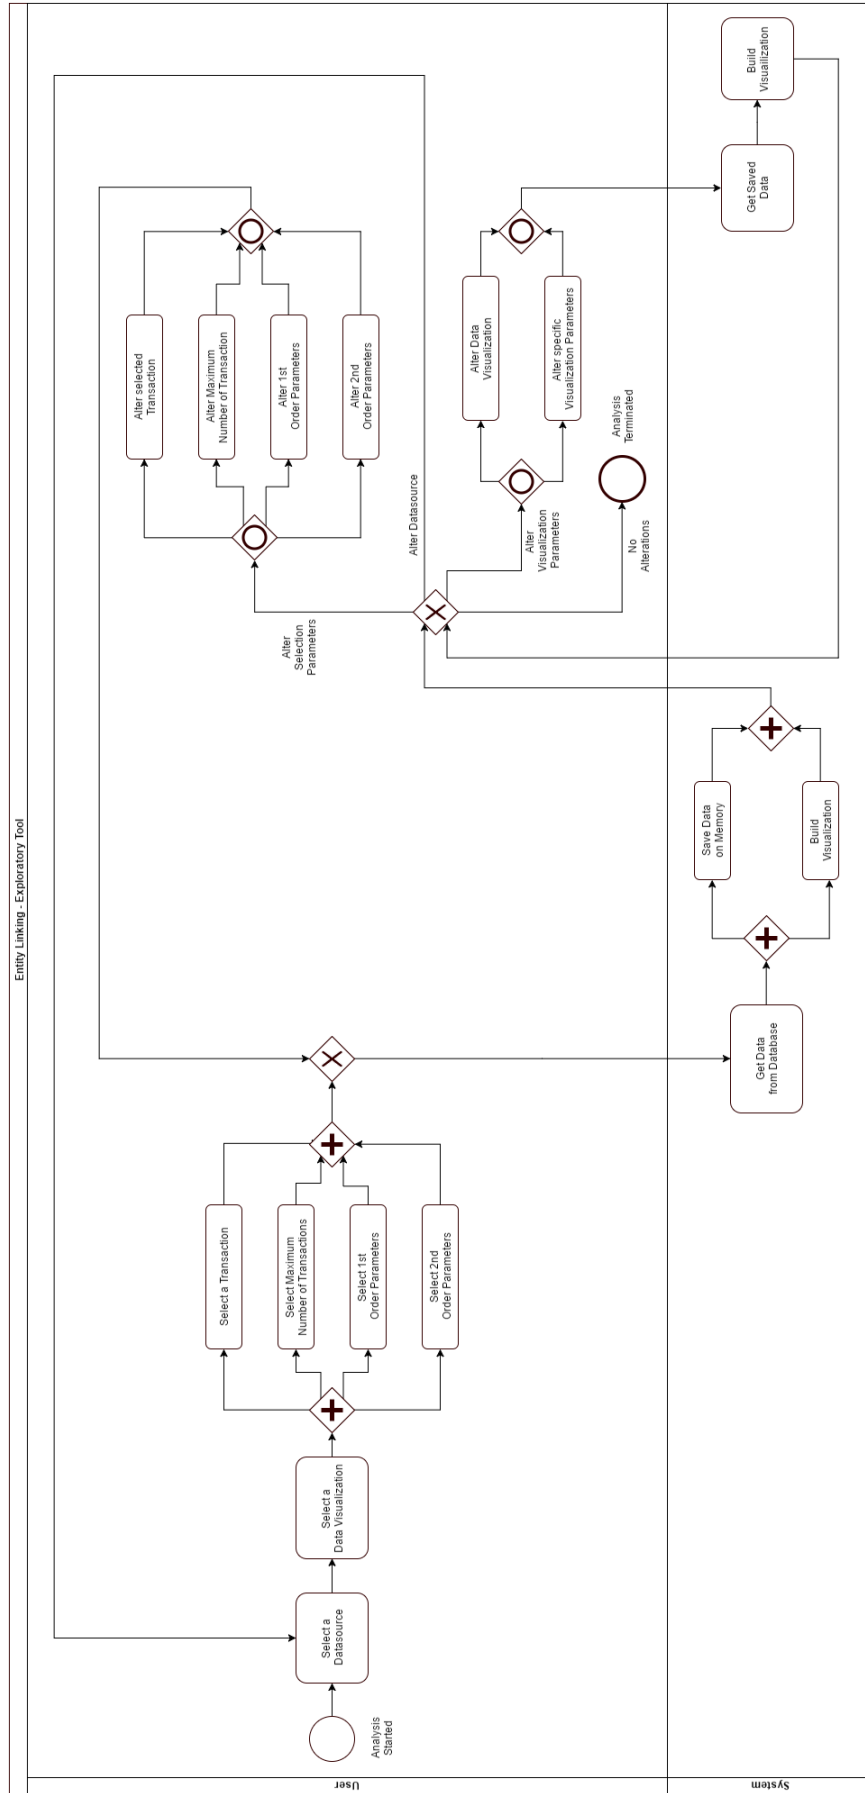 Entity Linking - Exploratory Tool
User
System
Analysis
Started
Select a
Datasource
Select a
Data Visualization
Select a Transaction
Select Maximum
Number of Transactions
Select 1st
Order Parameters
Select 2nd
Order Parameters
Get Data
from Database
Save Data
on Memory
Build
Visualization
Alter
Selection
Parameters
Alter Datasource
Alter
Visualization
Parameters
No
Alterations
Analysis
Terminated
Alter selected
Transaction
Alter Maximum
Number of Transaction
Alter 1st
Order Parameters
Alter 2nd
Order Parameters
Alter Data
Visualization
Alter specific
Visualization Parameters
Get Saved
Data
Build
Visuailization